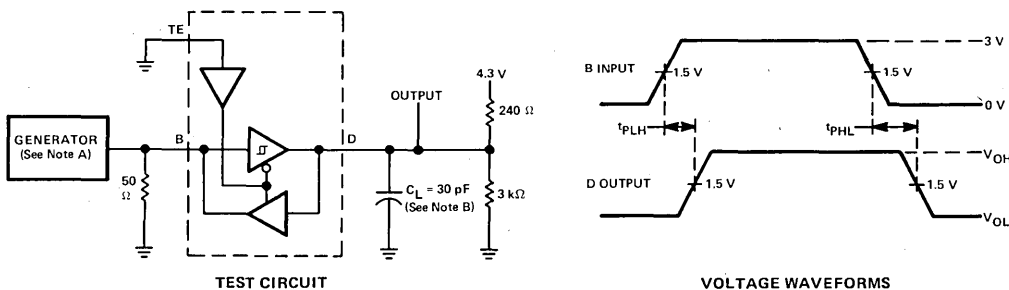 TE
GENERATOR
(See Note A)
50
Ω
B
D
OUTPUT
4.3 V
240 Ω
C_L = 30 pF
(See Note B)
3 kΩ
TEST CIRCUIT
B INPUT
1.5 V
1.5 V
3 V
0 V
t_PLH
t_PHL
D OUTPUT
1.5 V
1.5 V
V_OH
V_OL
VOLTAGE WAVEFORMS